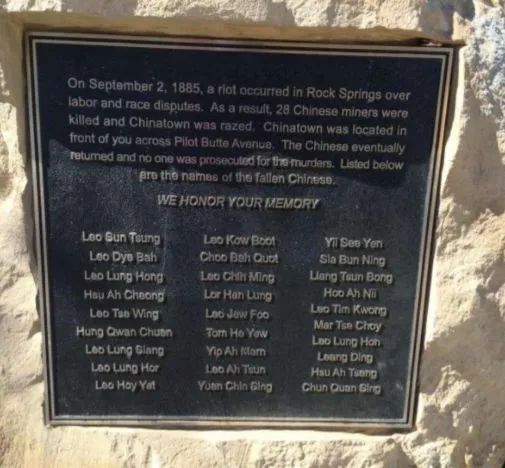 On September 2, 1885, a riot occurred in Rock Springs over
labor and race disputes. As a result, 28 Chinese miners were
killed and Chinatown was razed. Chinatown was located in
front of you across Pilot Butte Avenue. The Chinese eventually
returned and no one was prosecuted for the murders. Listed below
are the names of the fallen Chinese.
WE HONOR YOUR MEMORY
Leo Sun Tsung
Leo Dye Bah
Leo Lung Hong
Hsu Ah Cheong
Leo Tse Wing
Hung Qwan Chuen
Leo Lung Siang
Leo Lung Hor
Leo Hoy Yat
Leo Kow Boot
Choo Bah Quot
Leo Chih Ming
Lor Han Lung
Leo Jew Foo
Tom He Yew
Yip Ah Marn
Leo Ah Tsun
Yuen Chin Sing
Yii See Yen
Sia Bun Ning
Liang Tsun Bong
Hoo Ah Nii
Leo Tim Kwong
Mar Tse Choy
Leo Lung Hon
Leang Ding
Hsu Ah Tseng
Chun Quan Sing